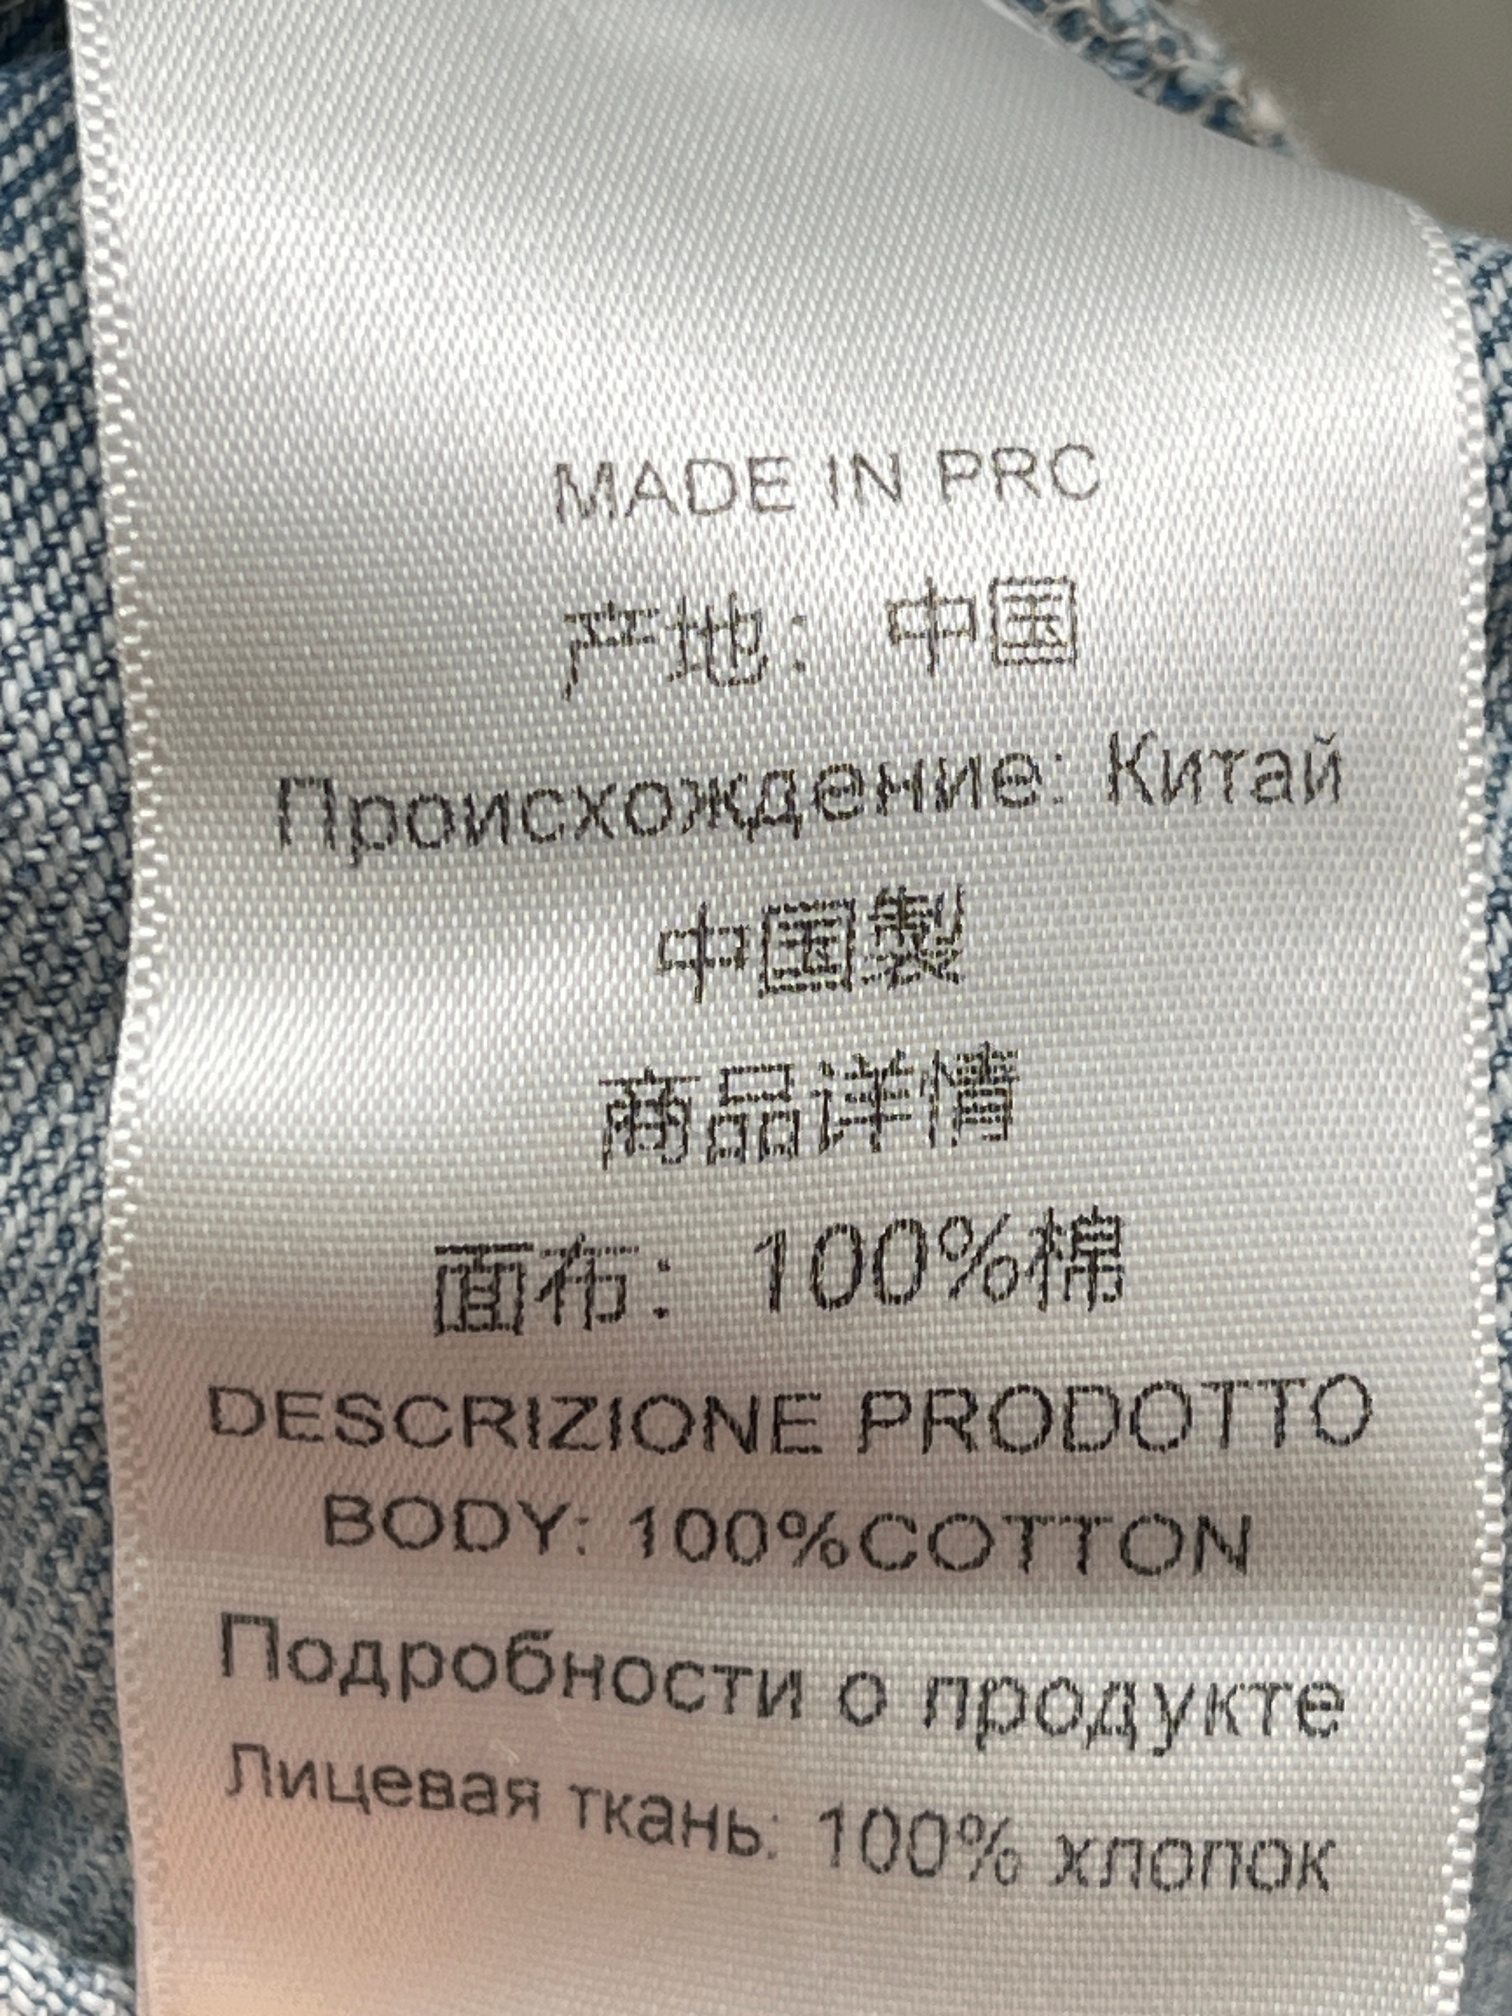 MADE IN PRC
产地：中国
Происхождение: Китай
中国製
商品详情
面布：100%棉
DESCRIZIONE PRODOTTO
BODY: 100%COTTON
Подробности о продукте
Лицевая ткань: 100% хлопок